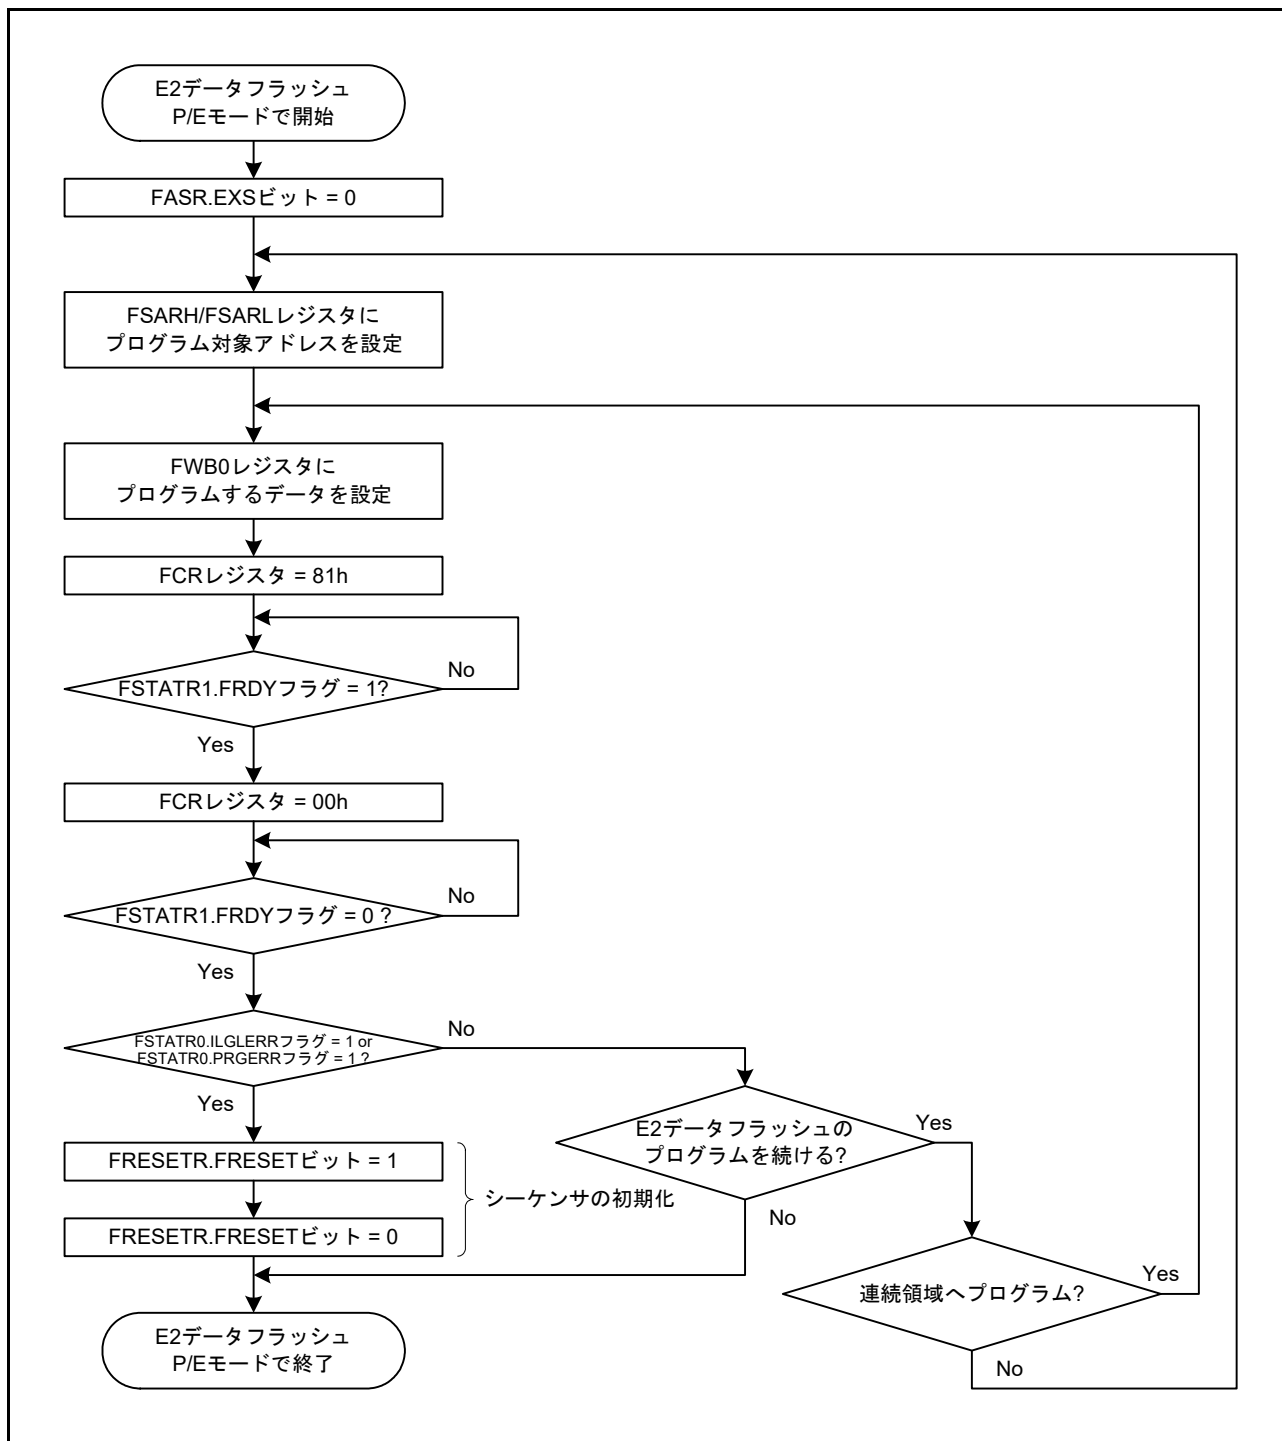 E2データフラッシュ
P/Eモードで開始
FASR.EXSビット = 0
FSARH/FSARLレジスタに
プログラム対象アドレスを設定
FWB0レジスタに
プログラムするデータを設定
FCRレジスタ = 81h
FSTATR1.FRDYフラグ = 1?
No
Yes
FCRレジスタ = 00h
FSTATR1.FRDYフラグ = 0 ?
No
Yes
FSTATR0.ILGLERRフラグ = 1 or
FSTATR0.PRGERRフラグ = 1 ?
No
Yes
E2データフラッシュの
プログラムを続ける?
Yes
No
FRESETR.FRESETビット = 1
FRESETR.FRESETビット = 0
シーケンサの初期化
連続領域へプログラム?
Yes
No
E2データフラッシュ
P/Eモードで終了